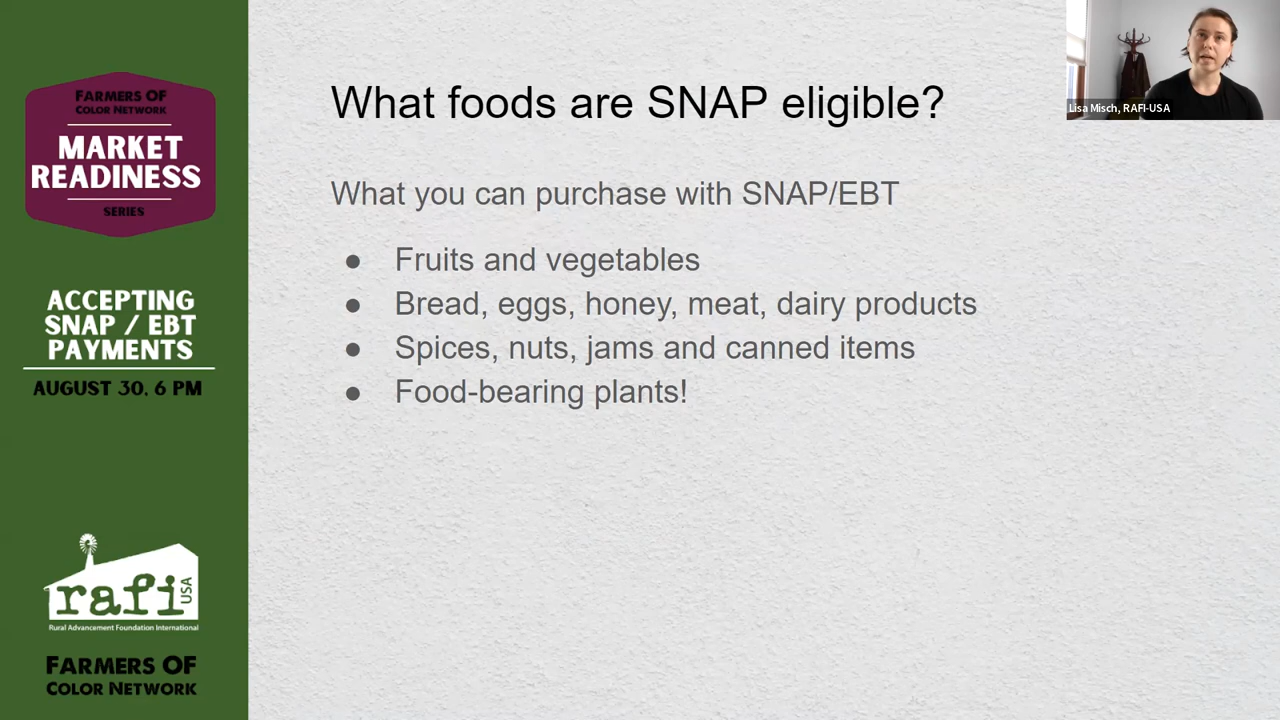 FARMERS OF
COLOR NETWORK
MARKET
READINESS
SERIES
ACCEPTING
SNAP / EBT
PAYMENTS
AUGUST 30, 6 PM
rafi
USA
Rural Advancement Foundation International
FARMERS OF
COLOR NETWORK
What foods are SNAP eligible?
What you can purchase with SNAP/EBT
● Fruits and vegetables
● Bread, eggs, honey, meat, dairy products
● Spices, nuts, jams and canned items
● Food-bearing plants!
Lisa Misch, RAFI-USA